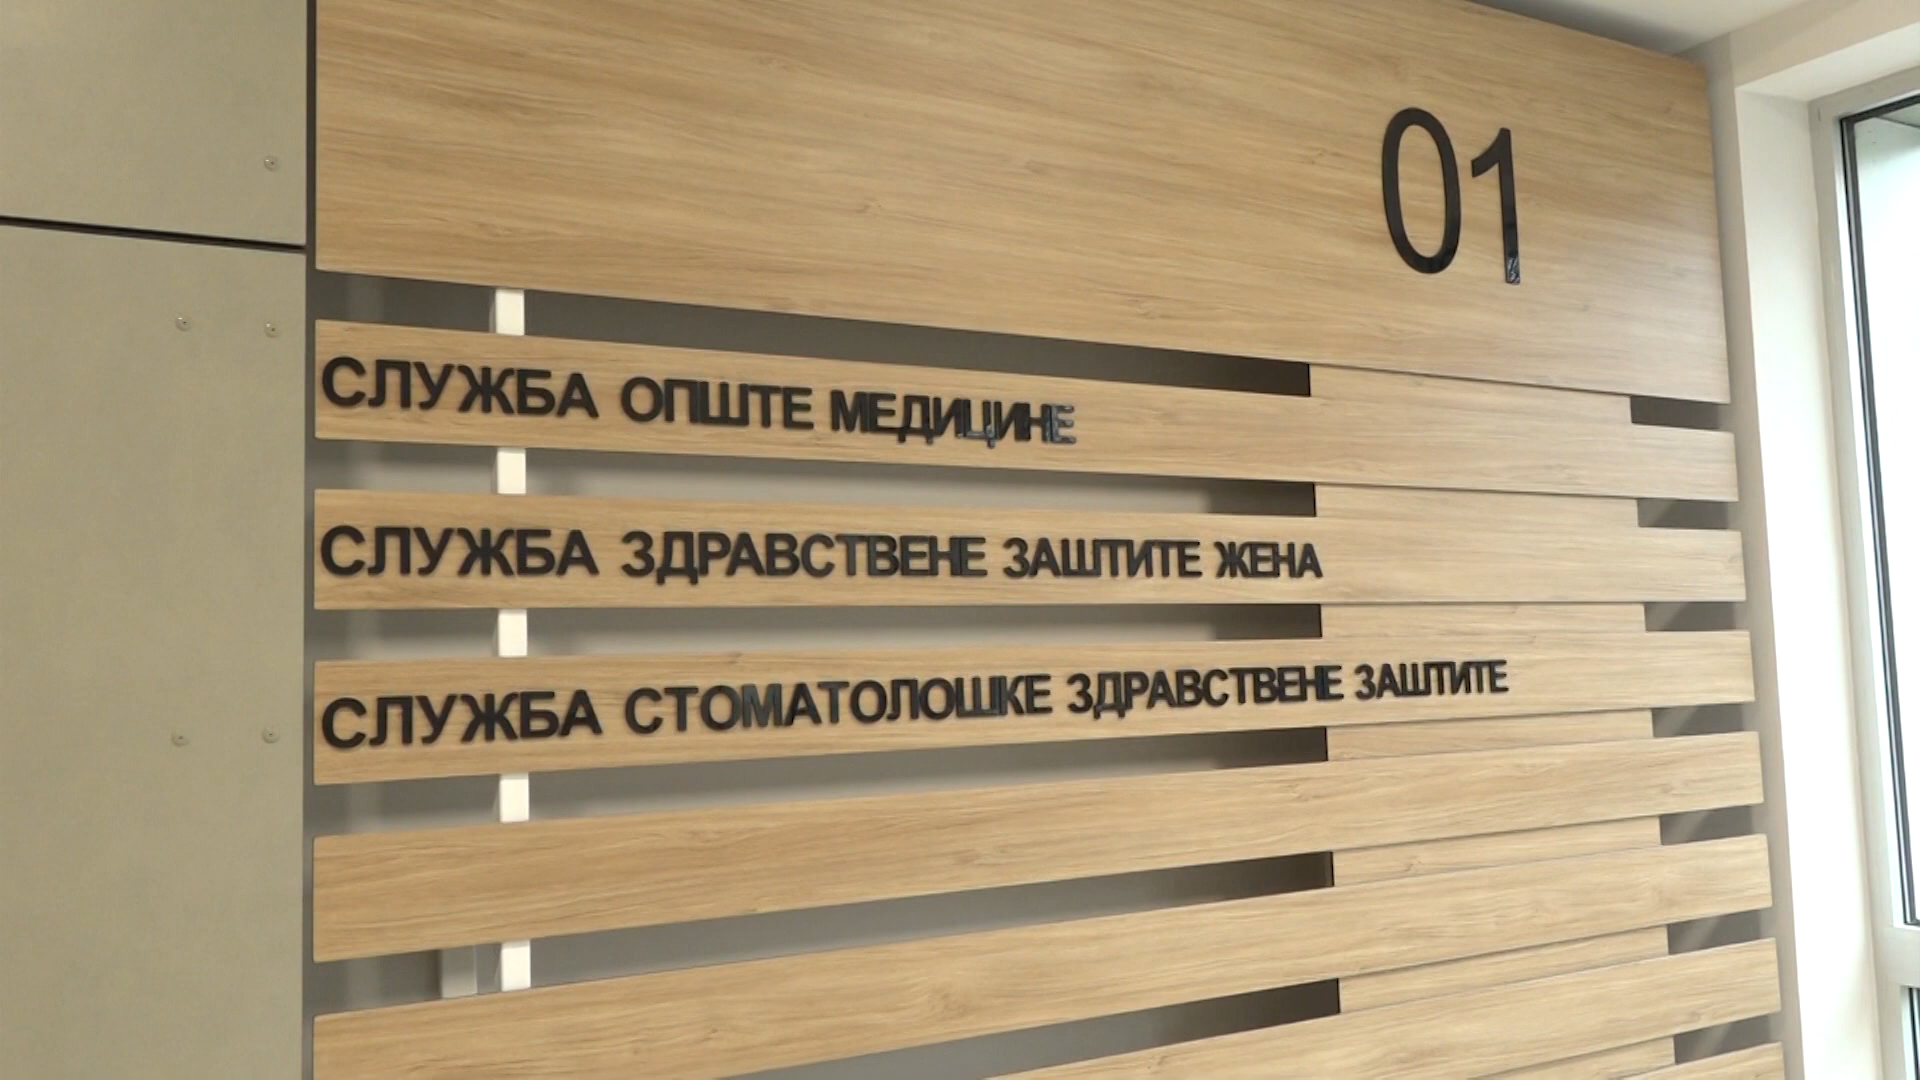 01
СЛУЖБА ОПШТЕ МЕДИЦИНЕ
СЛУЖБА ЗДРАВСТВЕНЕ ЗАШТИТЕ ЖЕНА
СЛУЖБА СТОМАТОЛОШКЕ ЗДРАВСТВЕНЕ ЗАШТИТЕ